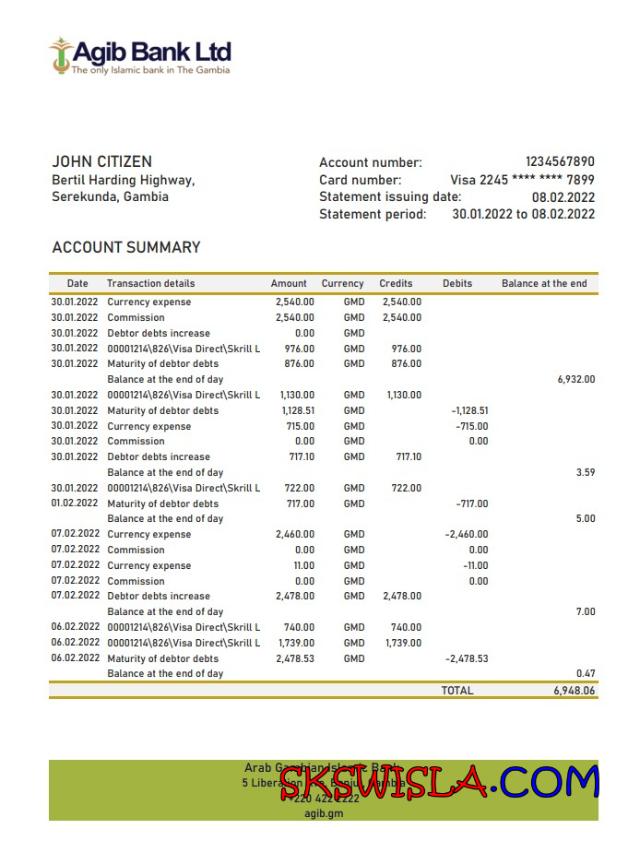 Agib Bank Ltd
The only Islamic bank in The Gambia
JOHN CITIZEN
Bertil Harding Highway,
Serekunda, Gambia
Account number: 1234567890
Card number: Visa 2245 **** **** 7899
Statement issuing date: 08.02.2022
Statement period: 30.01.2022 to 08.02.2022
ACCOUNT SUMMARY
Date Transaction details Amount Currency Credits Debits Balance at the end
30.01.2022 Currency expense 2,540.00 GMD 2,540.00
30.01.2022 Commission 2,540.00 GMD 2,540.00
30.01.2022 Debtor debts increase 0.00 GMD
30.01.2022 00001214\826\Visa Direct\Skrill L 976.00 GMD 976.00
30.01.2022 Maturity of debtor debts 876.00 GMD 876.00
Balance at the end of day 6,932.00
30.01.2022 00001214\826\Visa Direct\Skrill L 1,130.00 GMD 1,130.00
30.01.2022 Maturity of debtor debts 1,128.51 GMD -1,128.51
30.01.2022 Currency expense 715.00 GMD -715.00
30.01.2022 Commission 0.00 GMD 0.00
30.01.2022 Debtor debts increase 717.10 GMD 717.10
Balance at the end of day 3.59
30.01.2022 00001214\826\Visa Direct\Skrill L 722.00 GMD 722.00
01.02.2022 Maturity of debtor debts 717.00 GMD -717.00
Balance at the end of day 5.00
07.02.2022 Currency expense 2,460.00 GMD -2,460.00
07.02.2022 Commission 0.00 GMD 0.00
07.02.2022 Currency expense 11.00 GMD -11.00
07.02.2022 Commission 0.00 GMD 0.00
07.02.2022 Debtor debts increase 2,478.00 GMD 2,478.00
Balance at the end of day 7.00
06.02.2022 00001214\826\Visa Direct\Skrill L 740.00 GMD 740.00
06.02.2022 00001214\826\Visa Direct\Skrill L 1,739.00 GMD 1,739.00
06.02.2022 Maturity of debtor debts 2,478.53 GMD -2,478.53
Balance at the end of day 0.47
TOTAL 6,948.06
Arab Gambian Islamic Bank
5
SKSWISLA.COM
agib.gm